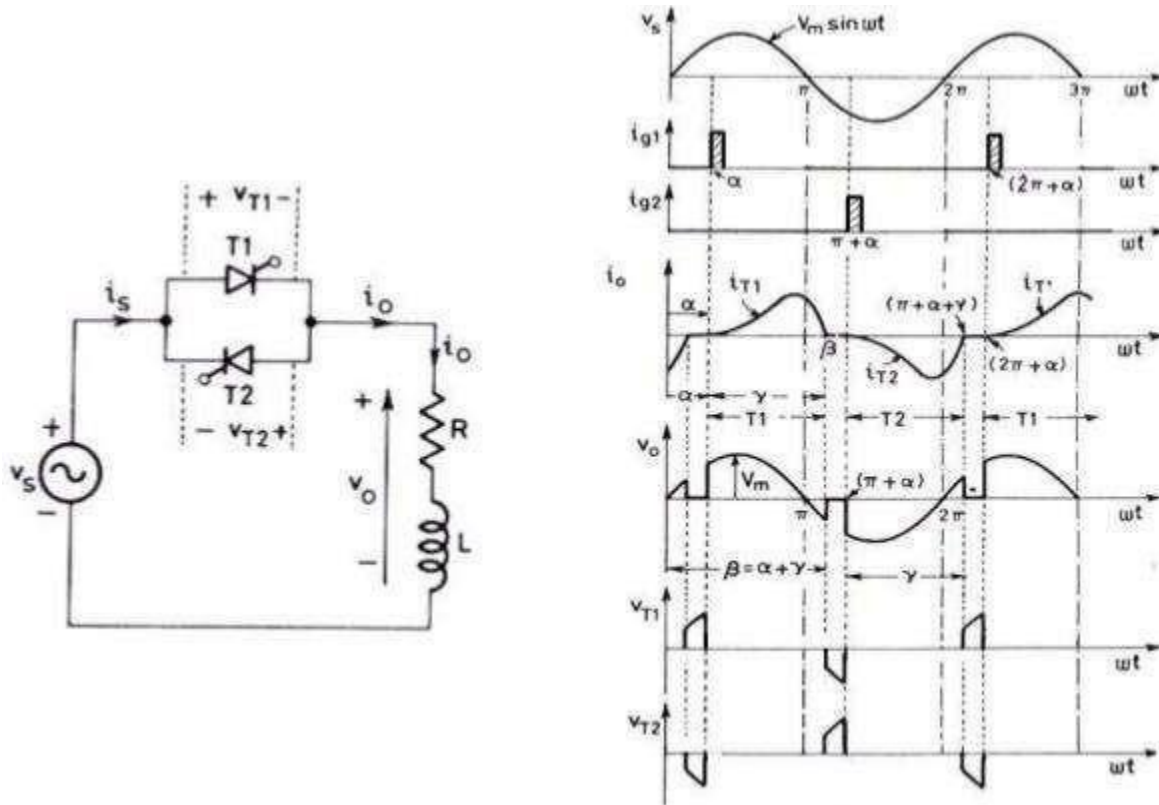 + vT1 -
T1
is
io
T2
io
- vT2 +
+
vs
-
+
vo
-
R
L
vs
Vm sin ωt
π
2π
3π
ωt
ig1
α
(2π+α)
ωt
ig2
π+α
ωt
io
α
iT1
(π+α+γ)
iT'
β
iT2
(2π+α)
ωt
α
γ
T1
T2
T1
vo
Vm
(π+α)
π
2π
ωt
β=α+γ
γ
vT1
ωt
vT2
ωt